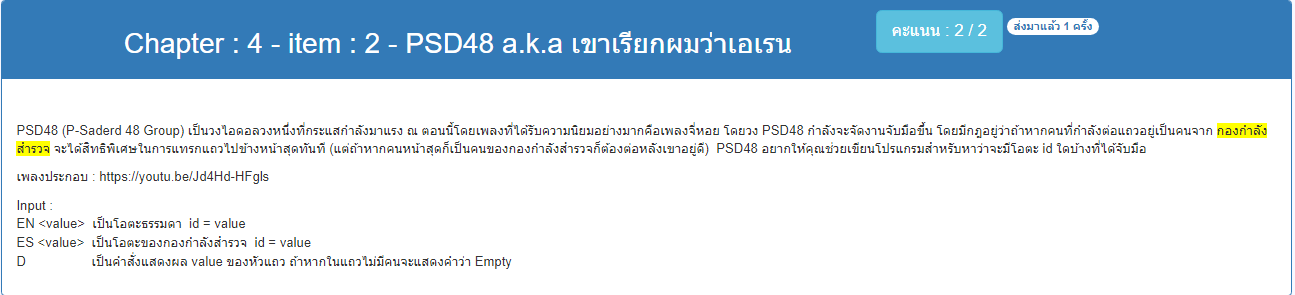 Chapter : 4 - item : 2 - PSD48 a.k.a เขาเรียกผมว่าเอเรน
คะแนน : 2 / 2
ส่งมาแล้ว 1 ครั้ง
PSD48 (P-Saderd 48 Group) เป็นวงไอดอลวงหนึ่งที่กระแสกำลังมาแรง ณ ตอนนี้โดยเพลงที่ได้รับความนิยมอย่างมากคือเพลงจี่หอย โดยวง PSD48 กำลังจะจัดงานจับมือขึ้น โดยมีกฎอยู่ว่าถ้าหากคนที่กำลังต่อแถวอยู่เป็นคนจาก กองกำลัง
สำรวจ จะได้สิทธิพิเศษในการแทรกแถวไปข้างหน้าสุดทันที (แต่ถ้าหากคนหน้าสุดก็เป็นคนของกองกำลังสำรวจก็ต้องต่อหลังเขาอยู่ดี) PSD48 อยากให้คุณช่วยเขียนโปรแกรมสำหรับหาว่าจะมีโอตะ id ใดบ้างที่ได้จับมือ
เพลงประกอบ : https://youtu.be/Jd4Hd-HFgls
Input :
EN <value> เป็นโอตะธรรมดา id = value
ES <value> เป็นโอตะของกองกำลังสำรวจ id = value
D เป็นคำสั่งแสดงผล value ของหัวแถว ถ้าหากในแถวไม่มีคนจะแสดงคำว่า Empty